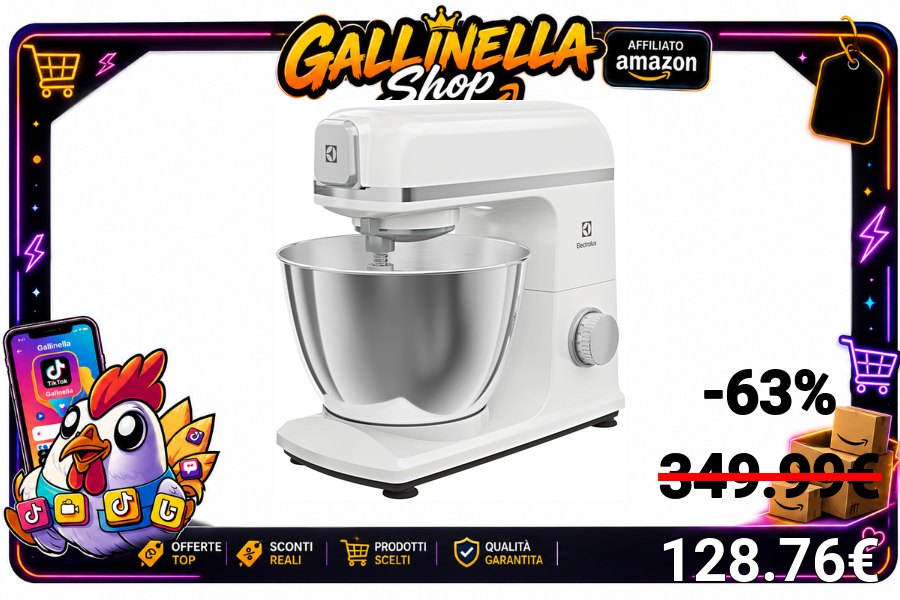 GALLINELLA
Shop
AFFILIATO
amazon
Electrolux
Gallinella
TikTok
Gallinella
-63%
349.99€
128.76€
OFFERTE
TOP
SCONTI
REALI
PRODOTTI
SCELTI
QUALITÀ
GARANTITA